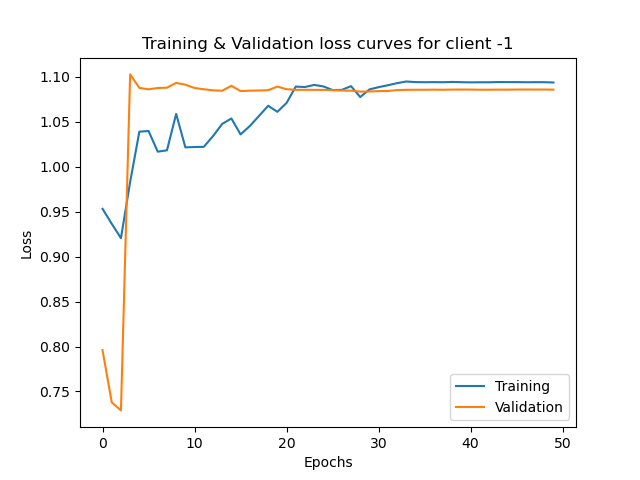 Training & Validation loss curves for client -1
1.10
1.05
1.00
0.95
0.90
0.85
0.80
0.75
Loss
Training
Validation
0
10
20
30
40
50
Epochs